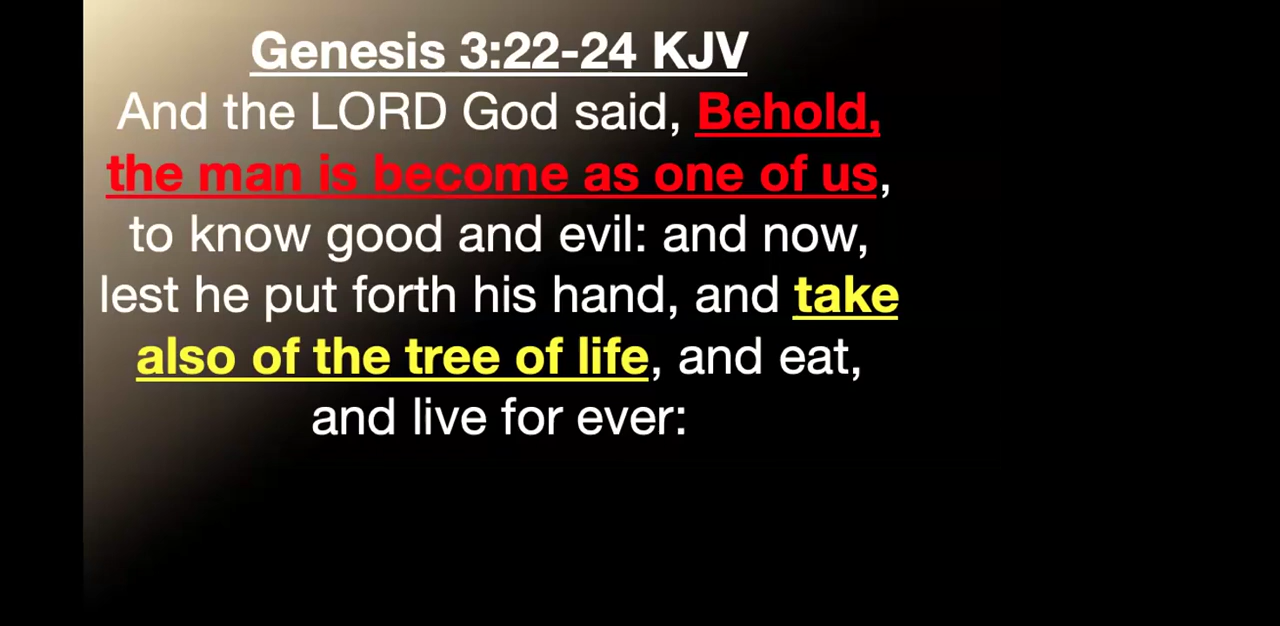 Genesis 3:22-24 KJV
And the LORD God said, Behold,
the man is become as one of us,
to know good and evil: and now,
lest he put forth his hand, and take
also of the tree of life, and eat,
and live for ever: